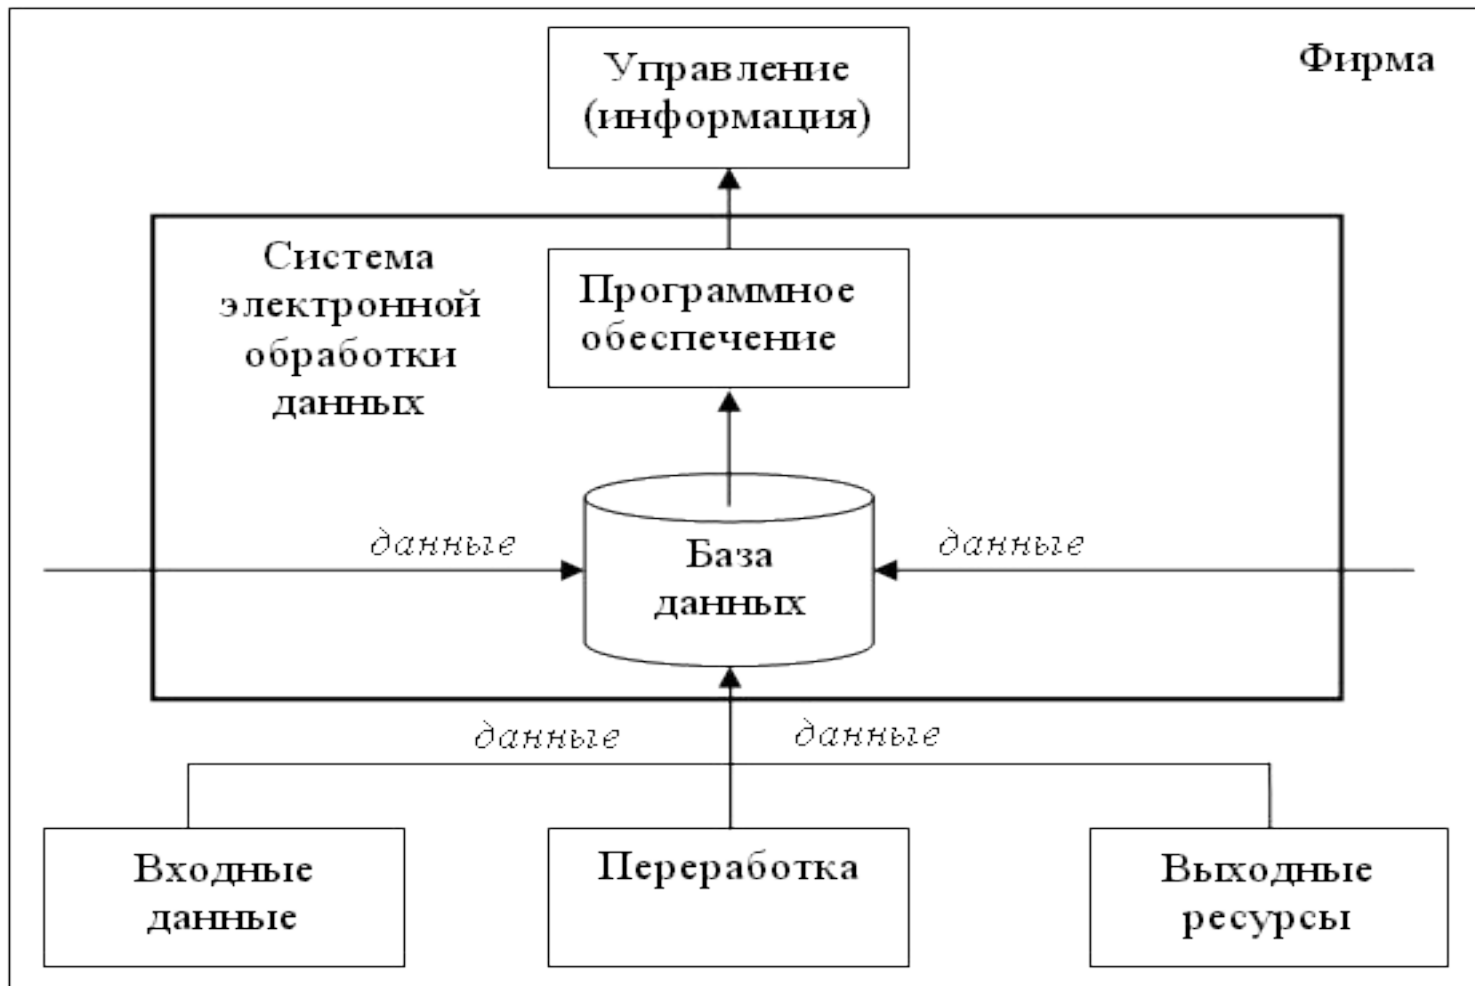 Управление
(информация)
Фирма
Система
электронной
обработки
данных
Программное
обеспечение
данные
База
данных
данные
данные
данные
Входные
данные
Переработка
Выходные
ресурсы